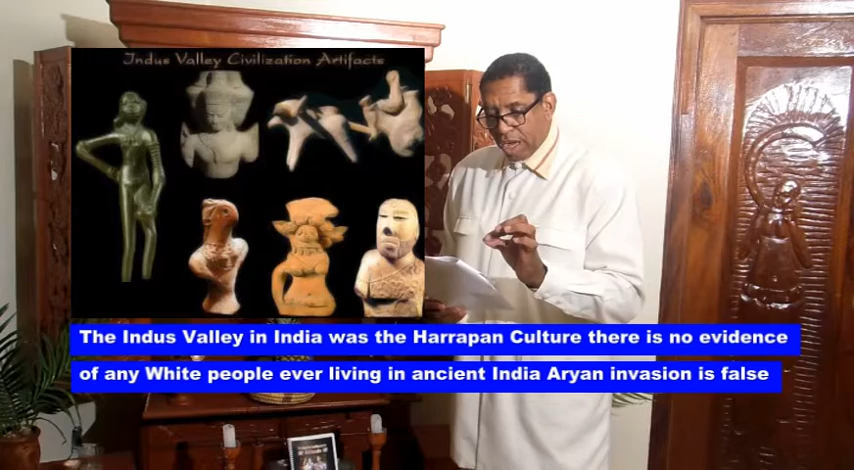 Indus Valley Civilization Artifacts
The Indus Valley in India was the Harrapan Culture there is no evidence
of any White people ever living in ancient India Aryan invasion is false